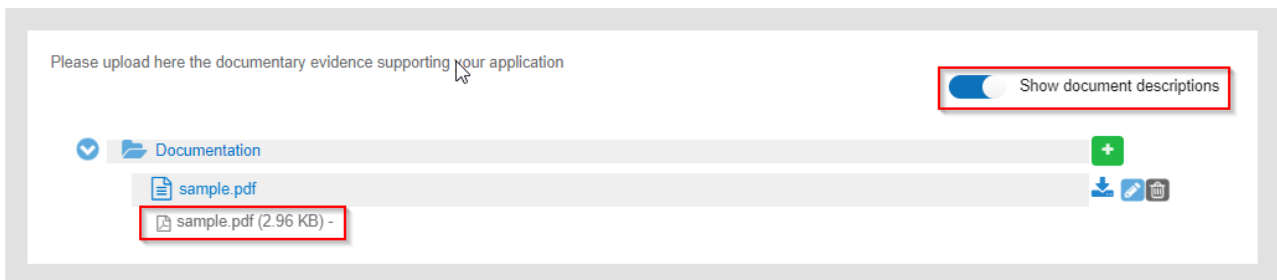 Please upload here the documentary evidence supporting your application
Show document descriptions
Documentation
sample.pdf
sample.pdf (2.96 KB) -